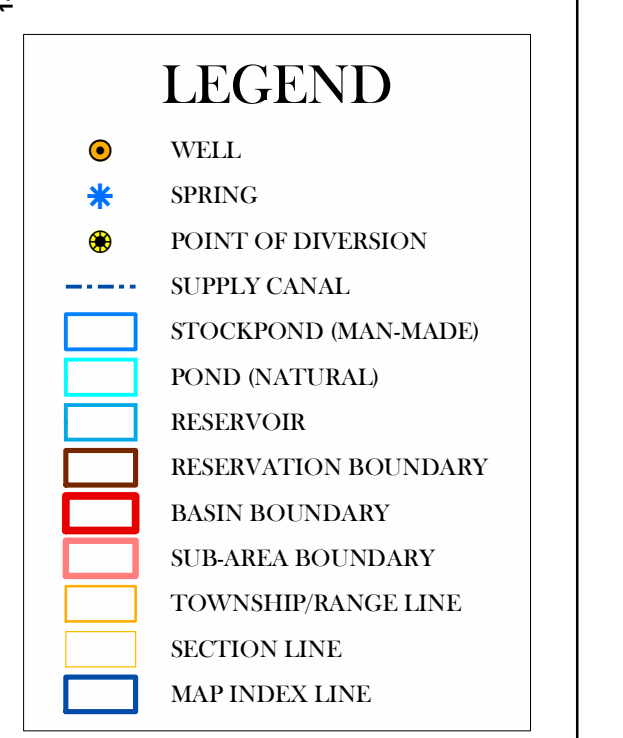 LEGEND
WELL
SPRING
POINT OF DIVERSION
SUPPLY CANAL
STOCKPOND (MAN-MADE)
POND (NATURAL)
RESERVOIR
RESERVATION BOUNDARY
BASIN BOUNDARY
SUB-AREA BOUNDARY
TOWNSHIP/RANGE LINE
SECTION LINE
MAP INDEX LINE